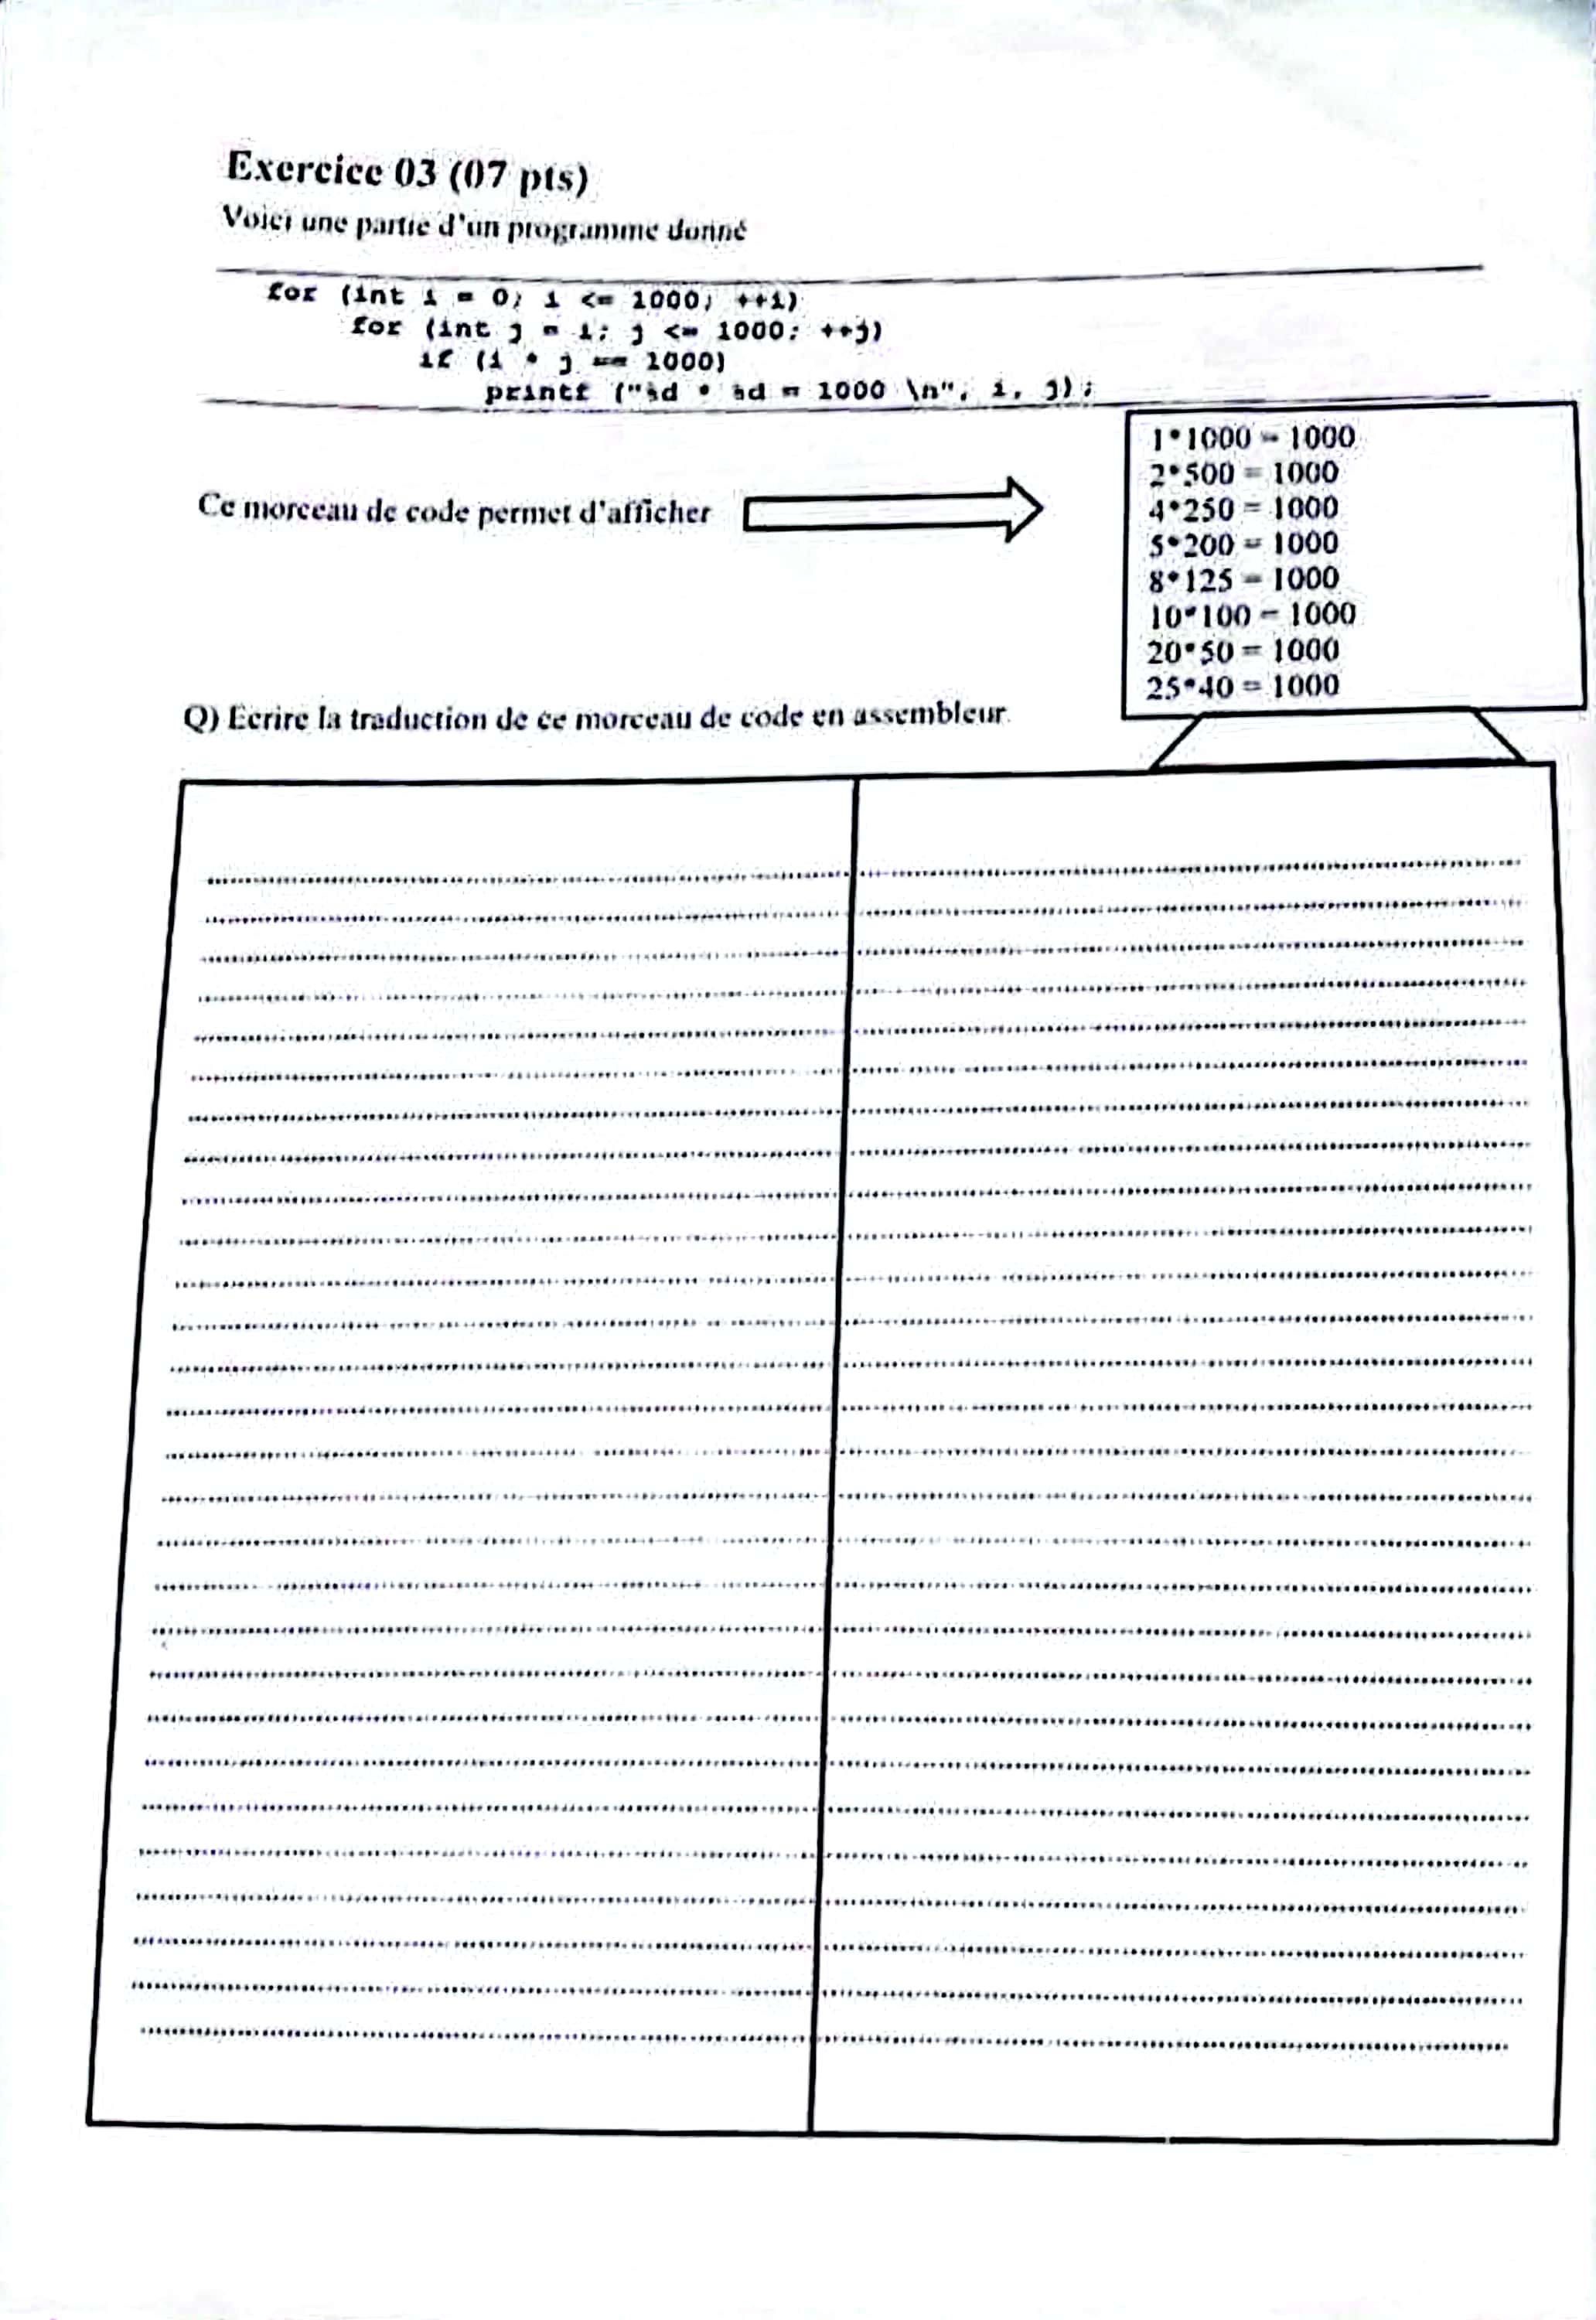 Exercice 03 (07 pts)
Voici une partie d'un programme donné
for (int i = 0; i <= 1000; ++i)
for (int j = i; j <= 1000; ++j)
if (i * j == 1000)
printf ("%d * %d = 1000 \n", i, j);
1*1000 = 1000
2*500 = 1000
4*250 = 1000
Ce morceau de code permet d'afficher
5*200 = 1000
8*125 = 1000
10*100 = 1000
20*50 = 1000
25*40 = 1000
Q) Ecrire la traduction de ce morceau de code en assembleur